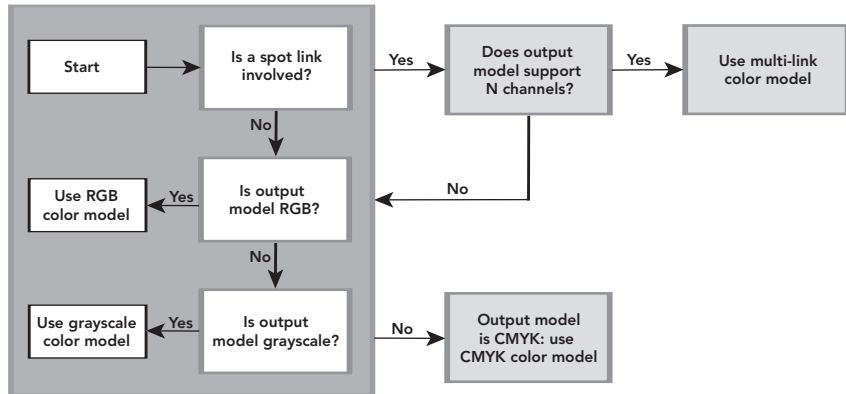 Start
Is a spot link
involved?
Yes
Does output
model support
N channels?
Yes
Use multi-link
color model
No
No
Use RGB
color model
Yes
Is output
model RGB?
No
Use grayscale
color model
Yes
Is output
model grayscale?
No
Output model
is CMYK: use
CMYK color model